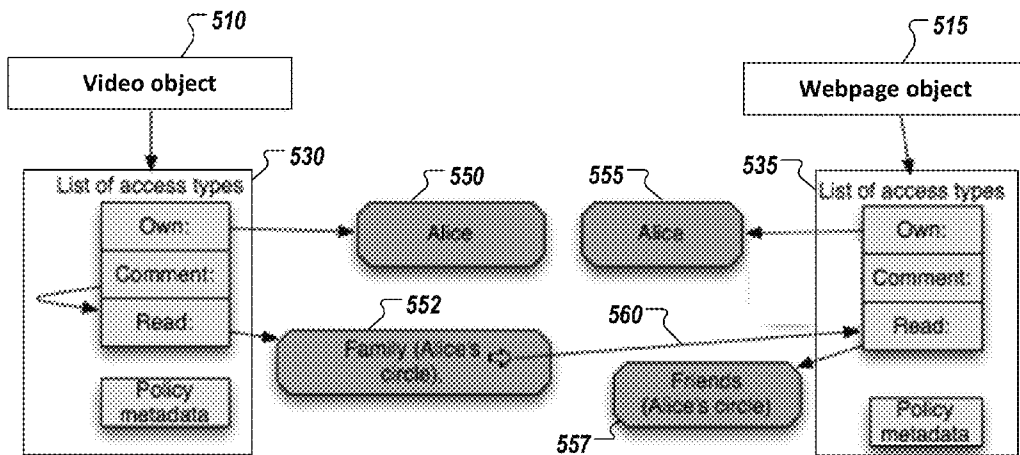 510
515
Video object
Webpage object
530
550
555
535
List of access types
List of access types
Own:
Alice
Alice
Own:
Comment:
Comment:
552
560
Read:
Read:
Family (Alice's
circle)
Friends
(Alice's circle)
Policy
metadata
Policy
metadata
557